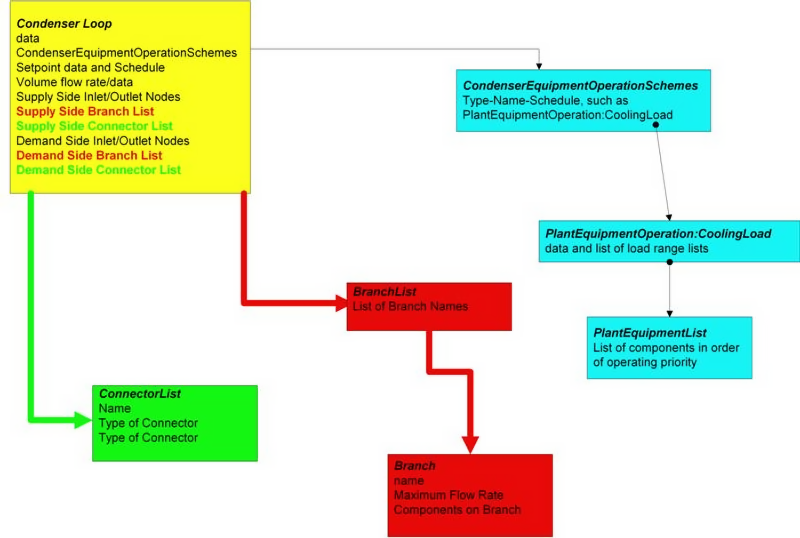 Condenser Loop
data
CondenserEquipmentOperationSchemes
Setpoint data and Schedule
Volume flow rate/data
Supply Side Inlet/Outlet Nodes
Supply Side Branch List
Supply Side Connector List
Demand Side Inlet/Outlet Nodes
Demand Side Branch List
Demand Side Connector List
CondenserEquipmentOperationSchemes
Type-Name-Schedule, such as
PlantEquipmentOperation:CoolingLoad
PlantEquipmentOperation:CoolingLoad
data and list of load range lists
BranchList
List of Branch Names
PlantEquipmentList
List of components in order
of operating priority
ConnectorList
Name
Type of Connector
Type of Connector
Branch
name
Maximum Flow Rate
Components on Branch